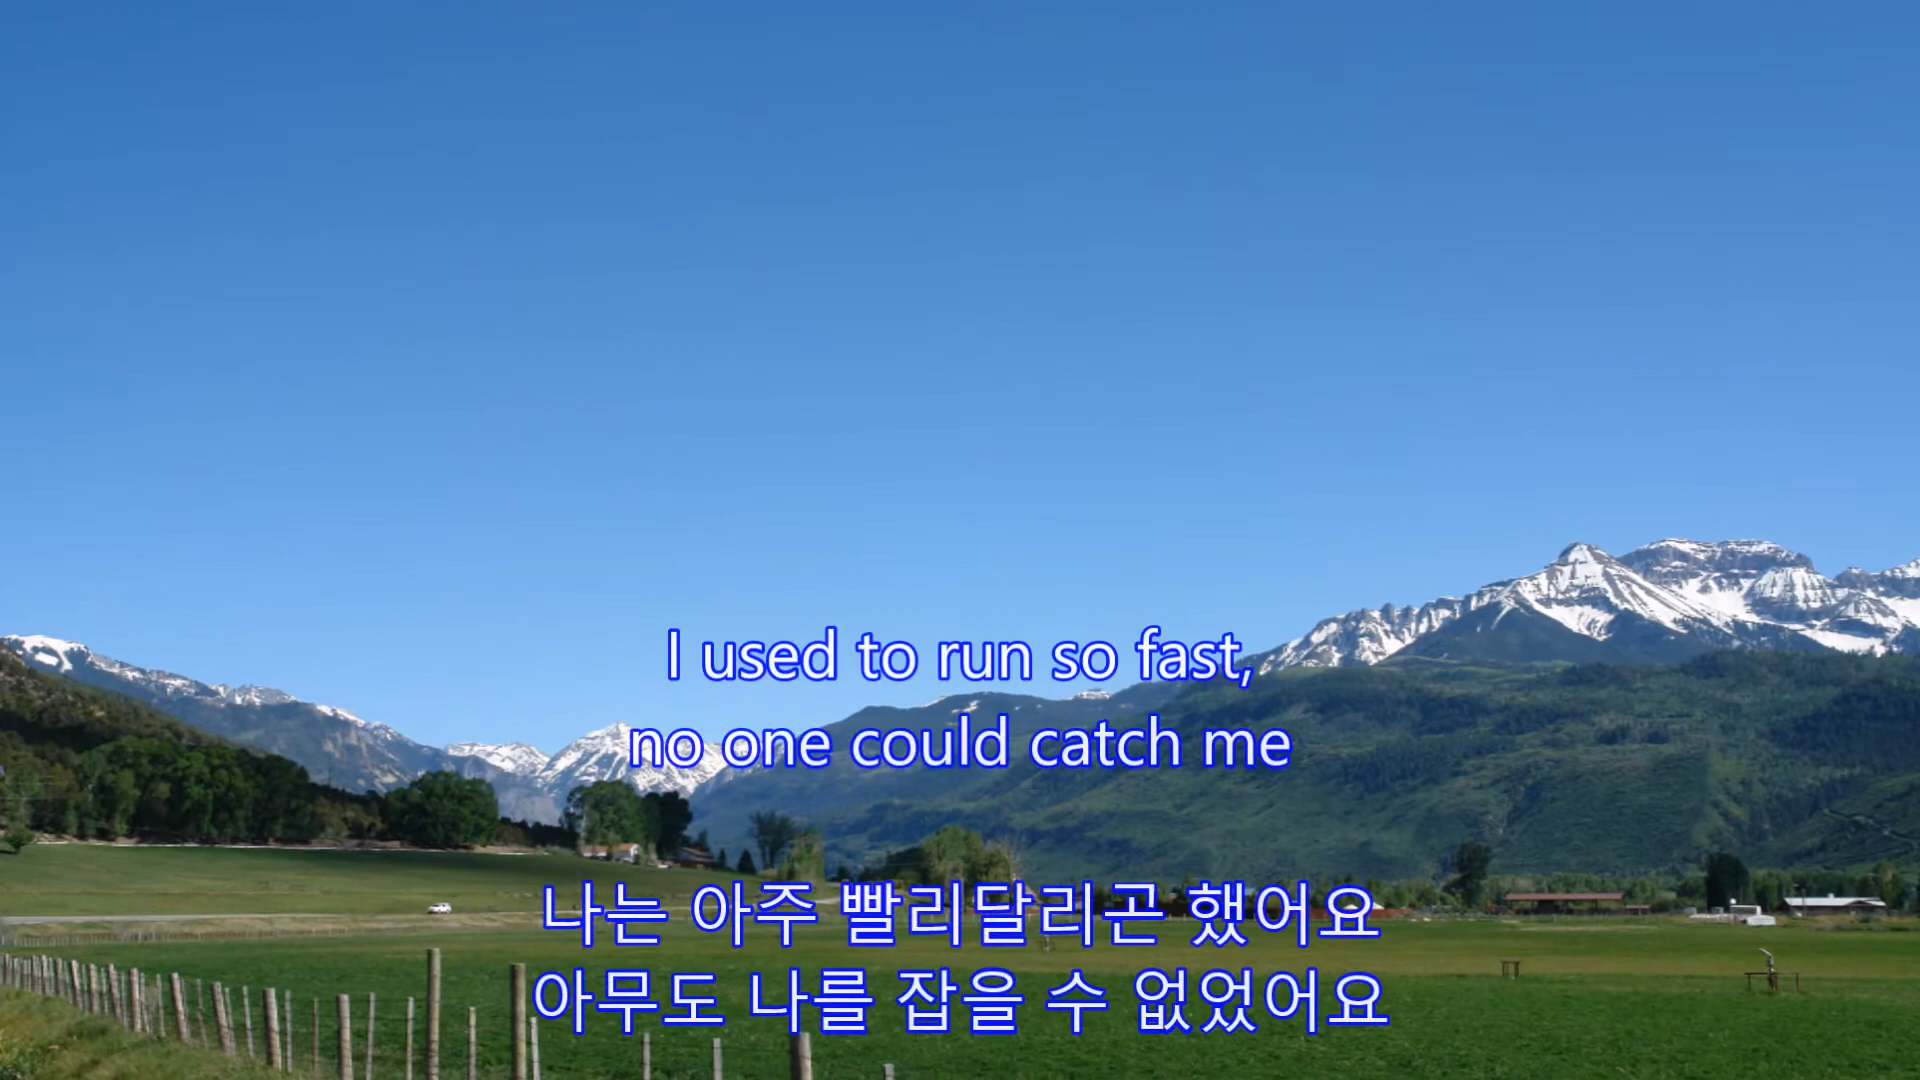 I used to run so fast,
no one could catch me
나는 아주 빨리달리곤 했어요
아무도 나를 잡을 수 없었어요